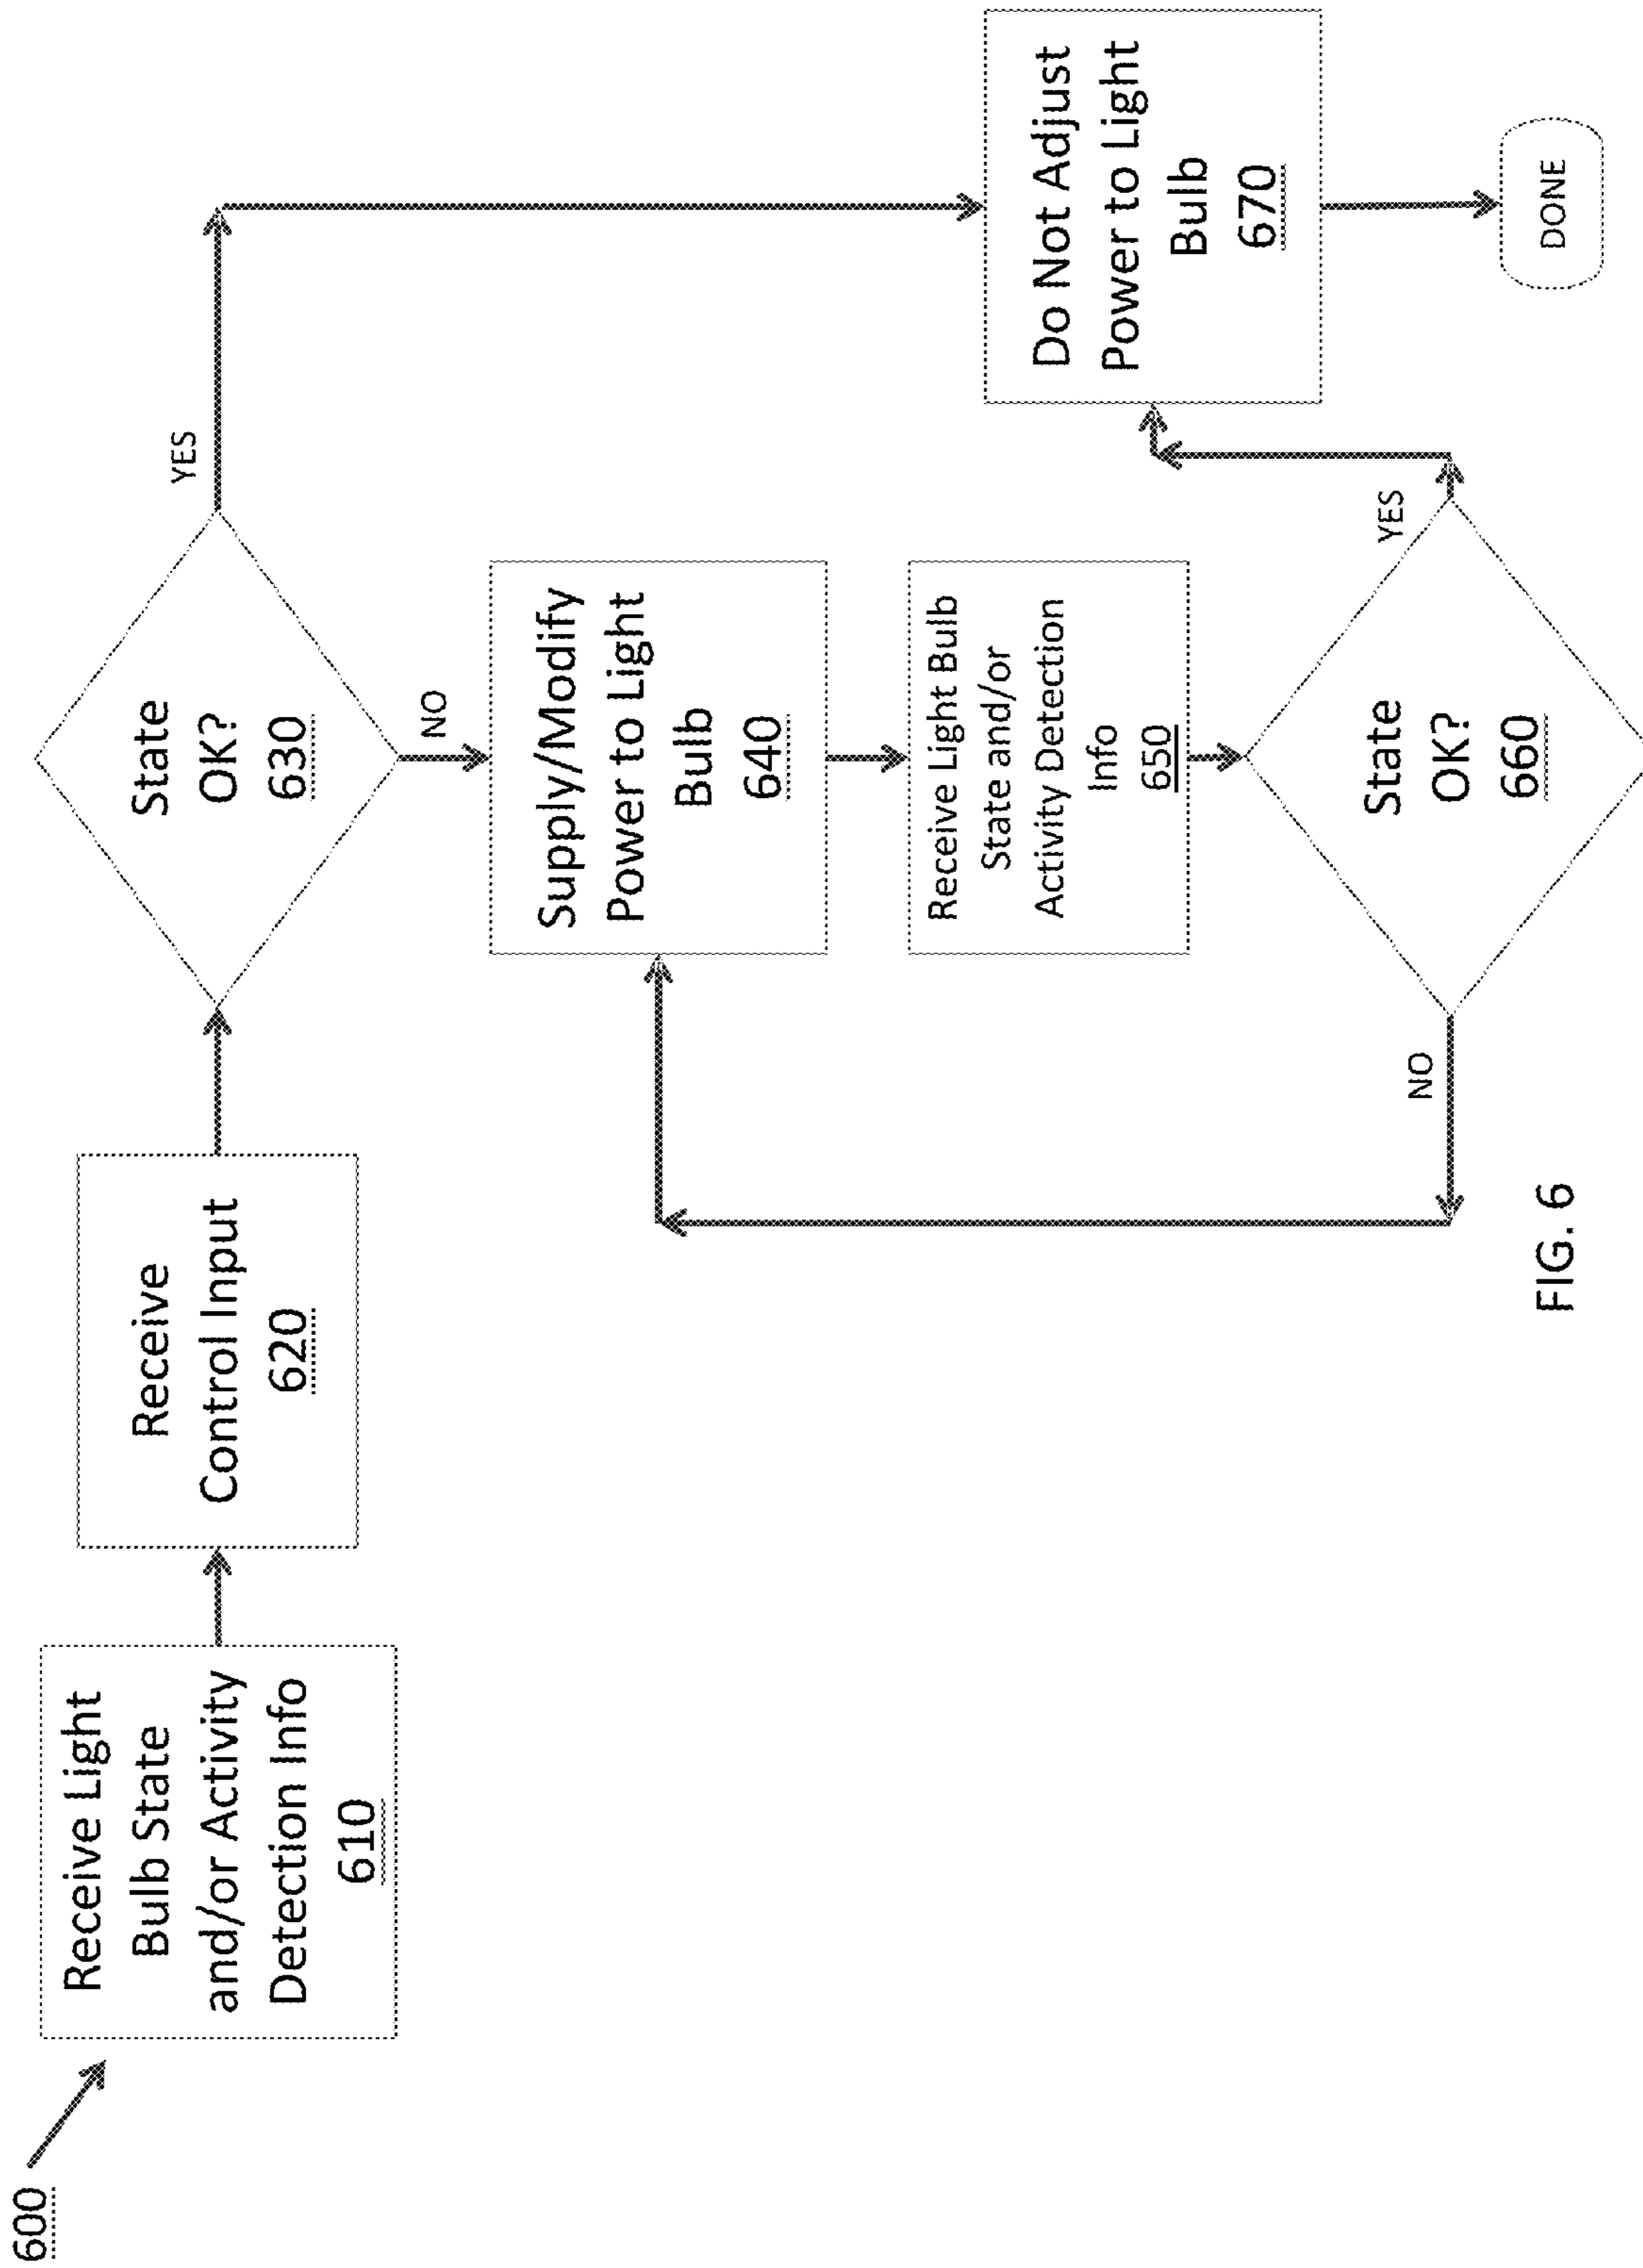 600
Receive Light
Bulb State
and/or Activity
Detection Info
610
Receive
Control Input
620
State
OK?
630
YES
NO
Supply/Modify
Power to Light
Bulb
640
Receive Light Bulb
State and/or
Activity Detection
Info
650
State
OK?
660
NO
YES
Do Not Adjust
Power to Light
Bulb
670
DONE
FIG. 6